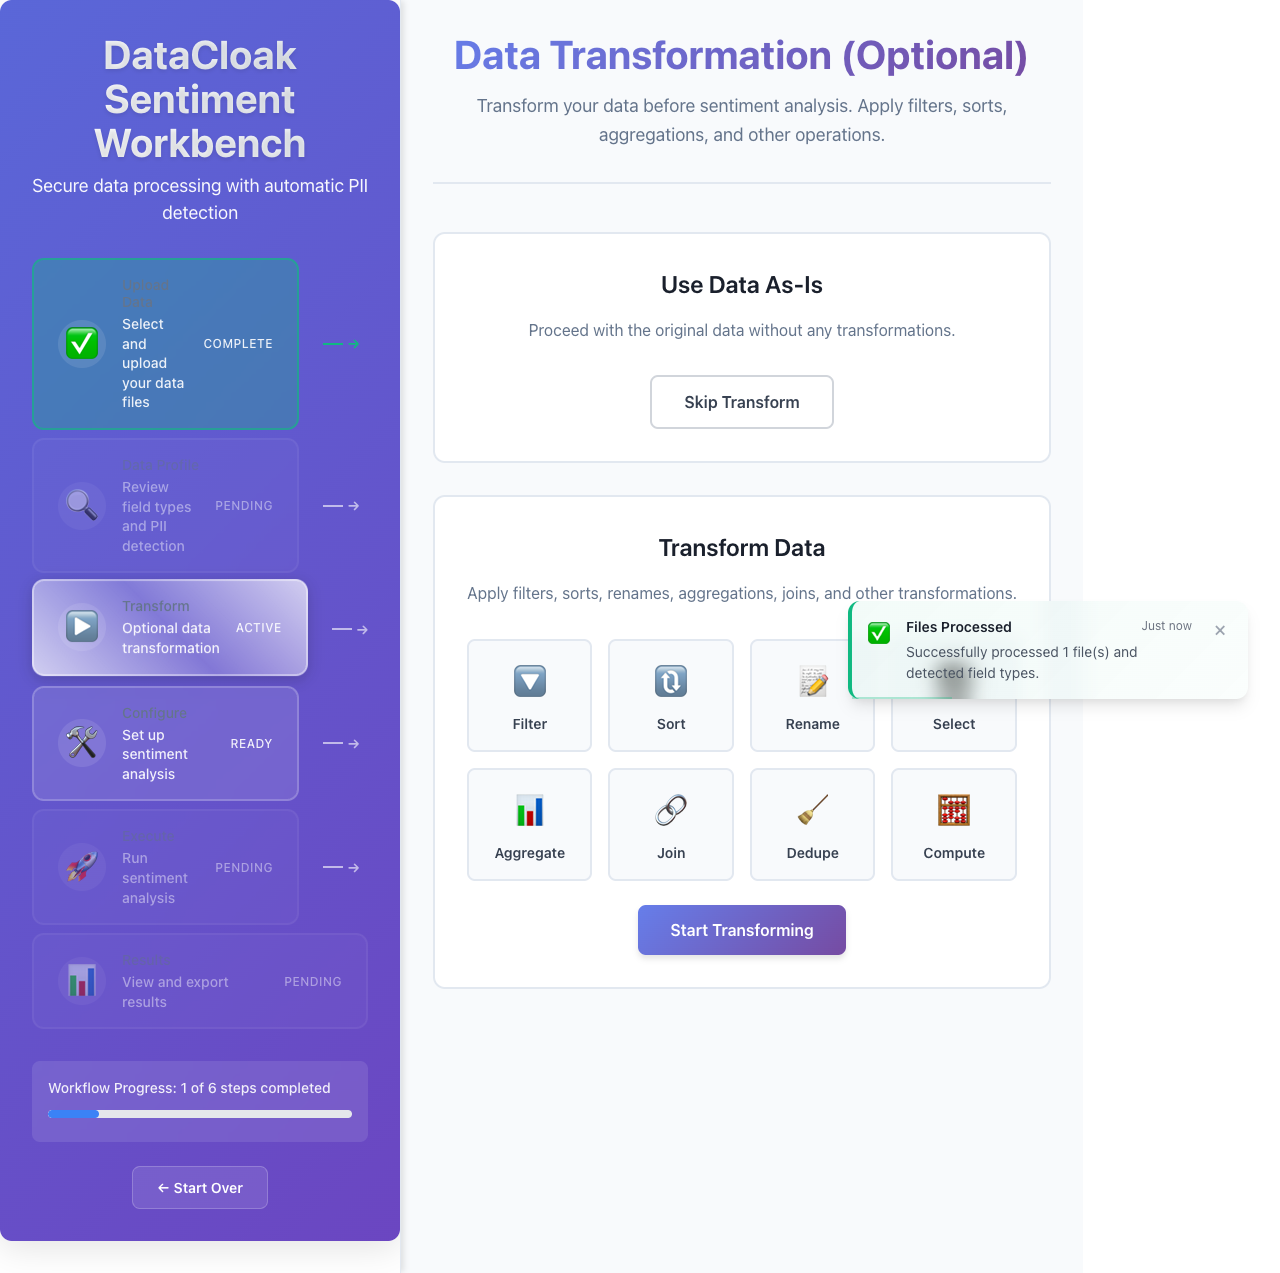 DataCloak
Sentiment
Workbench
Secure data processing with automatic PII
detection
Select
and
upload
your data
files
COMPLETE
Review
field types
and PII
detection
PENDING
Transform
Optional data
transformation
ACTIVE
Configure
Set up
sentiment
analysis
READY
Run
sentiment
analysis
PENDING
View and export
results
PENDING
Workflow Progress: 1 of 6 steps completed
← Start Over
Data Transformation (Optional)
Transform your data before sentiment analysis. Apply filters, sorts,
aggregations, and other operations.
Use Data As-Is
Proceed with the original data without any transformations.
Skip Transform
Transform Data
Apply filters, sorts, renames, aggregations, joins, and other transformations.
Filter
Sort
Rename
Select
Aggregate
Join
Dedupe
Compute
Start Transforming
Files Processed
Just now
×
Successfully processed 1 file(s) and
detected field types.